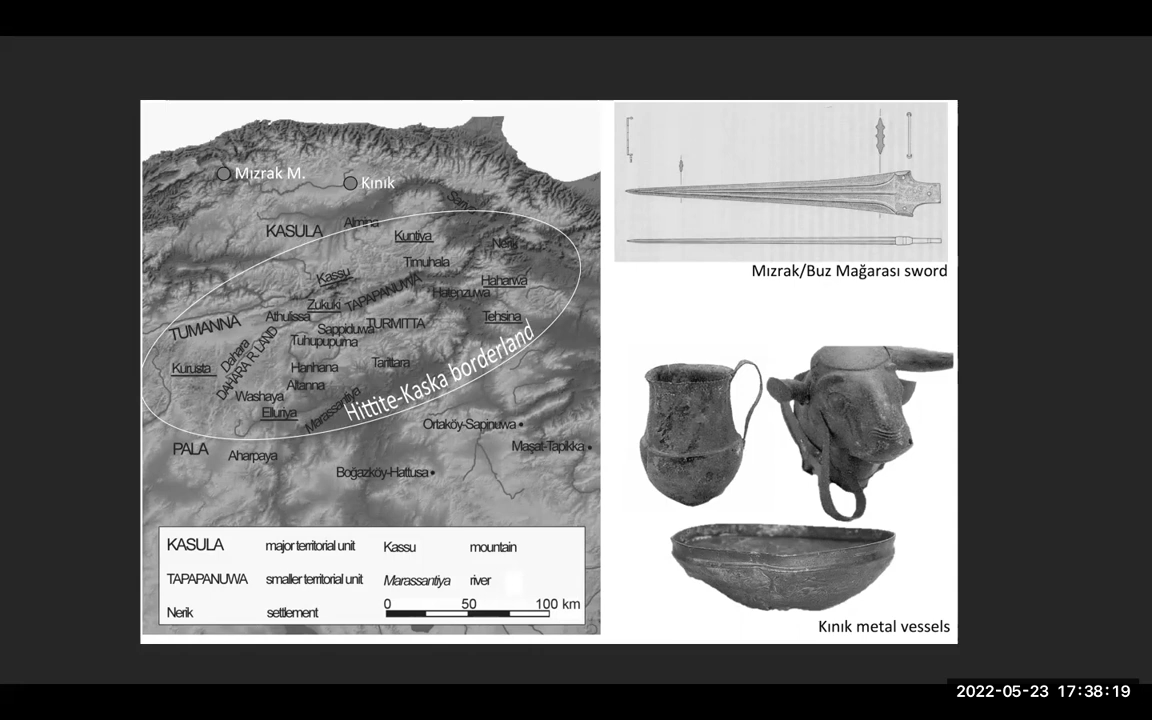 Mızrak M.
Kınık
Almina
KASULA
Kuntiya
Nerik
Timuhala
Kassu
TAPAPANUWA
Haharwa
Hatenzuwa
Zukuki
Athulissa
Tehsina
TUMANNA
Sappiduwa
TURMITTA
Tuhupupurna
Dahara
DAHARA R LAND
Kurusta
Hanhana
Tarittara
Altanna
Washaya
Marassantiya
Elluriya
Hittite-Kaska borderland
Ortaköy-Sapinuwa
PALA
Aharpaya
Maşat-Tapikka
Boğazköy-Hattusa
KASULA major territorial unit Kassu mountain
TAPAPANUWA smaller territorial unit Marassantiya river
Nerik settlement 0 50 100 km
Mızrak/Buz Mağarası sword
Kınık metal vessels
2022-05-23 17:38:19